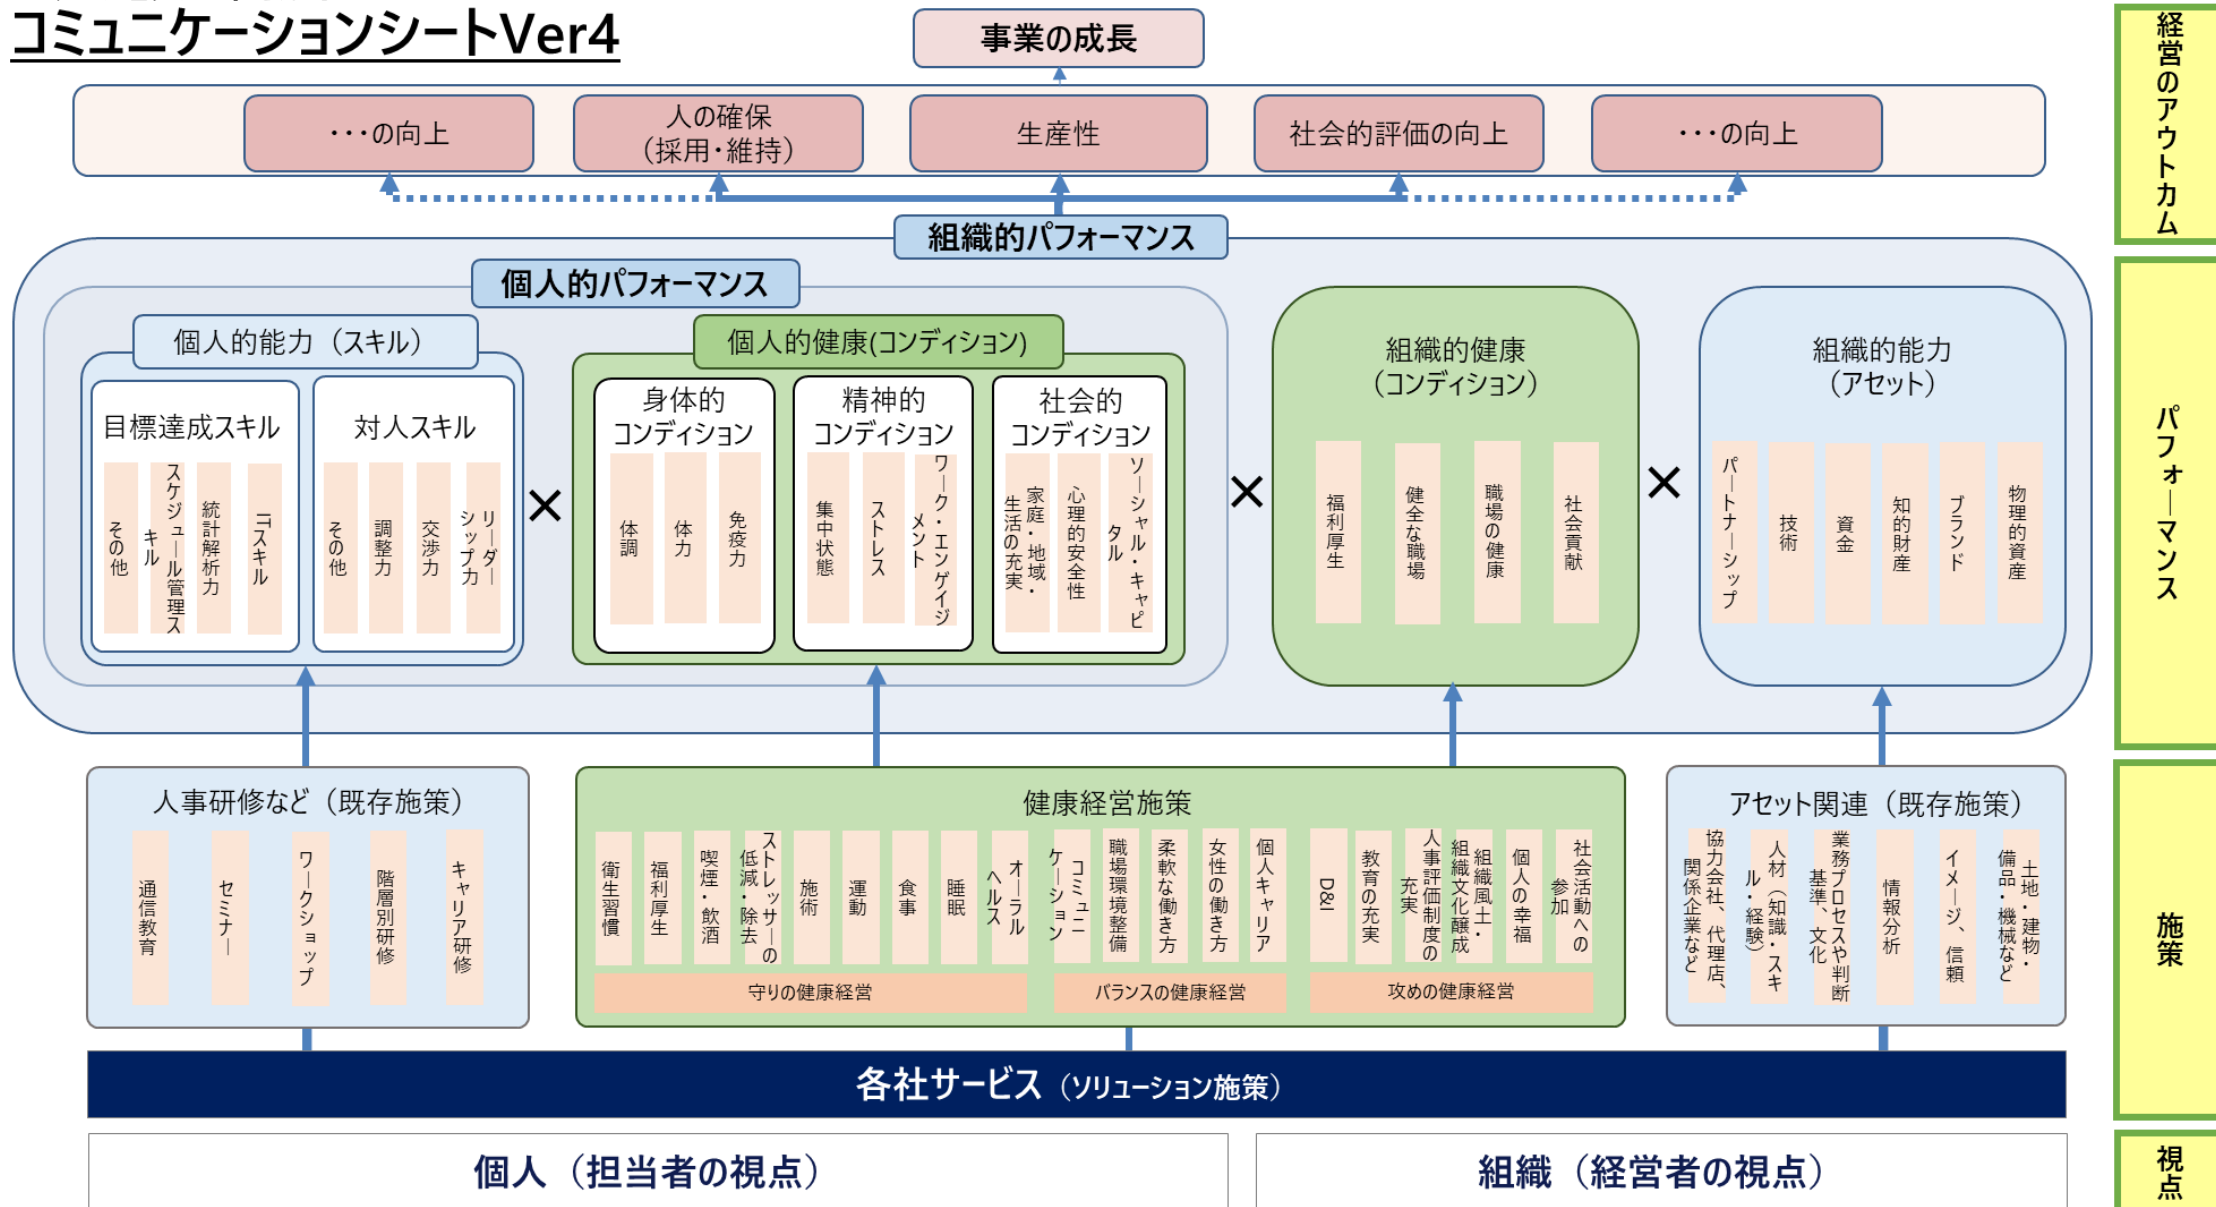 コミュニケーションシートVer4
事業の成長
・・・の向上
人の確保
（採用・維持）
生産性
社会的評価の向上
・・・の向上
経営のアウトカム
組織的パフォーマンス
個人的パフォーマンス
個人的能力（スキル）
目標達成スキル
その他
スケジュール管理ス
キル
統計解析力
ITスキル
対人スキル
その他
調整力
交渉力
リーダー
シップ力
×
個人的健康(コンディション)
身体的
コンディション
体調
体力
免疫力
精神的
コンディション
集中状態
ストレス
ワーク・エンゲイジ
メント
社会的
コンディション
家庭・地域・
生活の充実
心理的安全性
ソーシャル・キャピ
タル
×
組織的健康
（コンディション）
福利厚生
健全な職場
職場の健康
社会貢献
×
組織的能力
（アセット）
パートナーシップ
技術
資金
知的財産
ブランド
物理的資産
パフォーマンス
人事研修など（既存施策）
通信教育
セミナー
ワークショップ
階層別研修
キャリア研修
健康経営施策
衛生習慣
福利厚生
喫煙・飲酒
ストレッサーの
低減・除去
施術
運動
食事
睡眠
オーラル
ヘルス
守りの健康経営
コミュニ
ケーション
職場環境整備
柔軟な働き方
女性の働き方
個人キャリア
バランスの健康経営
D&I
教育の充実
人事評価制度の
充実
組織風土・
組織文化醸成
個人の幸福
社会活動への
参加
攻めの健康経営
アセット関連（既存施策）
協力会社、代理店、
関係企業など
人材（知識・スキ
ル・経験）
業務プロセスや判断
基準、文化
情報分析
イメージ、信頼
土地・建物・
備品・機械など
施策
各社サービス（ソリューション施策）
個人（担当者の視点）
組織（経営者の視点）
視点